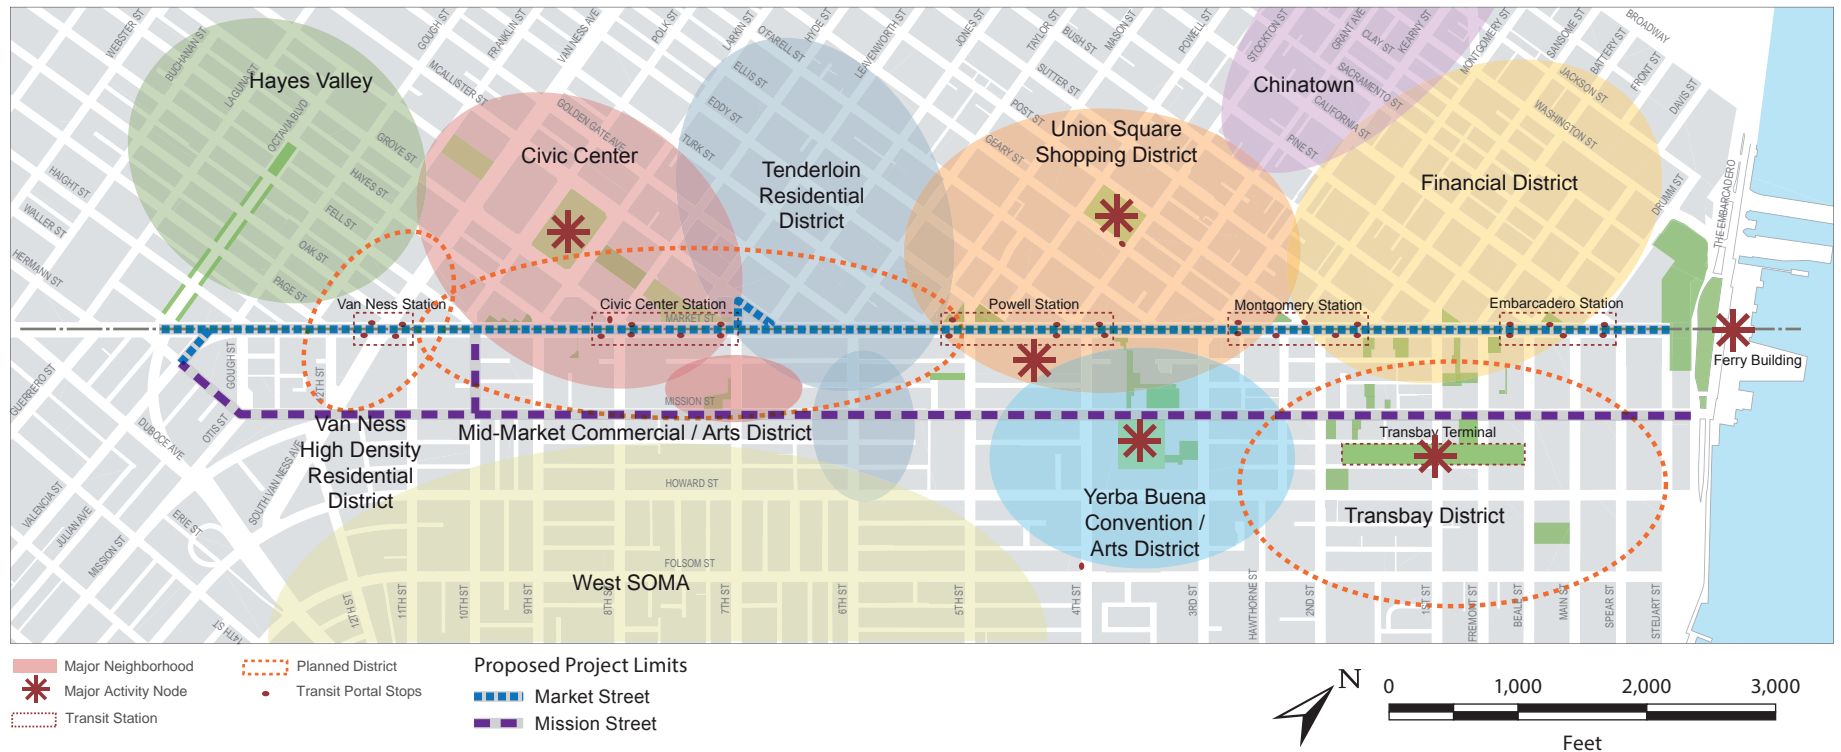 WEBSTER ST
BUCHANAN ST
LAGUNA ST
OCTAVIA BLVD
GOUGH ST
FRANKLIN ST
VAN NESS AVE
POLK ST
LARKIN ST
O'FARELL ST
HYDE ST
LEAVENWORTH ST
JONES ST
TAYLOR ST
BUSH ST
MASON ST
POWELL ST
STOCKTON ST
GRANT AVE
CLAY ST
KEARNY ST
MONTGOMERY ST
SANSOME ST
BATTERY ST
BROADWAY
FRONT ST
DAVIS ST
MCALLISTER ST
GOLDEN GATE AVE
ELLIS ST
EDDY ST
TURK ST
SUTTER ST
POST ST
GEARY ST
SACRAMENTO ST
CALIFORNIA ST
PINE ST
JACKSON ST
WASHINGTON ST
DRUMM ST
THE EMBARCADERO
Hayes Valley
Civic Center
Tenderloin
Residential
District
Union Square
Shopping District
Chinatown
Financial District
GROVE ST
HAYES ST
FELL ST
OAK ST
PAGE ST
HAIGHT ST
WALLER ST
HERMANN ST
Van Ness Station
Civic Center Station
Powell Station
Montgomery Station
Embarcadero Station
MARKET ST
Ferry Building
GUERRERO ST
GOUGH ST
12TH ST
MISSION ST
DUBOCE AVE
OTIS ST
Van Ness
High Density
Residential
District
Mid-Market Commercial / Arts District
Transbay Terminal
VALENCIA ST
JULIAN AVE
MISSION ST
ERIE ST
SOUTH VAN NESS AVE
HOWARD ST
Yerba Buena
Convention /
Arts District
Transbay District
FOLSOM ST
West SOMA
14TH ST
12TH ST
11TH ST
10TH ST
9TH ST
8TH ST
7TH ST
6TH ST
5TH ST
4TH ST
3RD ST
HAWTHORNE ST
2ND ST
1ST ST
FREMONT ST
BEALE ST
MAIN ST
SPEAR ST
STEUART ST
Major Neighborhood
Major Activity Node
Transit Station
Planned District
Transit Portal Stops
Proposed Project Limits
Market Street
Mission Street
N
0 1,000 2,000 3,000
Feet